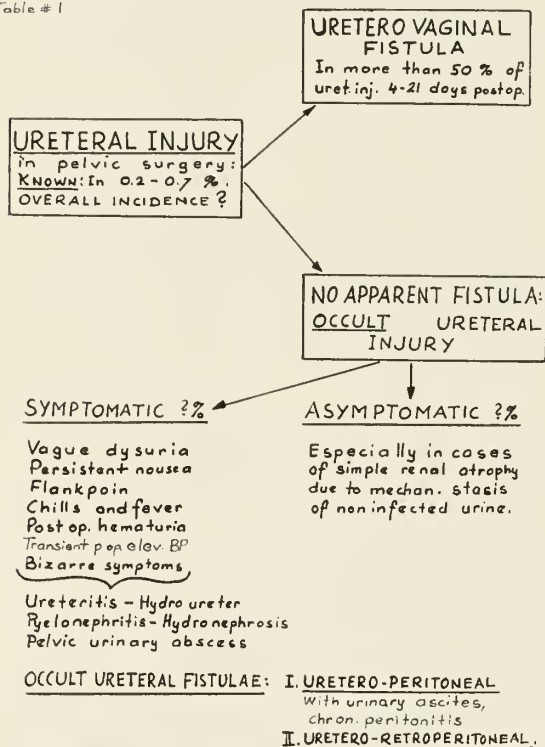 Table # 1
URETERO VAGINAL
FISTULA
In more than 50 % of
uret.inj. 4-21 days postop.
URETERAL INJURY
in pelvic surgery:
KNOWN: In 0.2-0.7 %.
OVERALL INCIDENCE ?
NO APPARENT FISTULA:
OCCULT URETERAL
INJURY
SYMPTOMATIC ?%
Vague dysuria
Persistent nausea
Flankpain
Chills and fever
Post op. hematuria
Transient p op. elev. BP
Bizarre symptoms
Ureteritis - Hydro ureter
Pyelonephritis - Hydronephrosis
Pelvic urinary abscess
ASYMPTOMATIC ?%
Especially in cases
of simple renal atrophy
due to mechan. stasis
of non infected urine.
OCCULT URETERAL FISTULAE: I. URETERO-PERITONEAL
With urinary ascites,
chron. peritonitis
II. URETERO-RETROPERITONEAL.